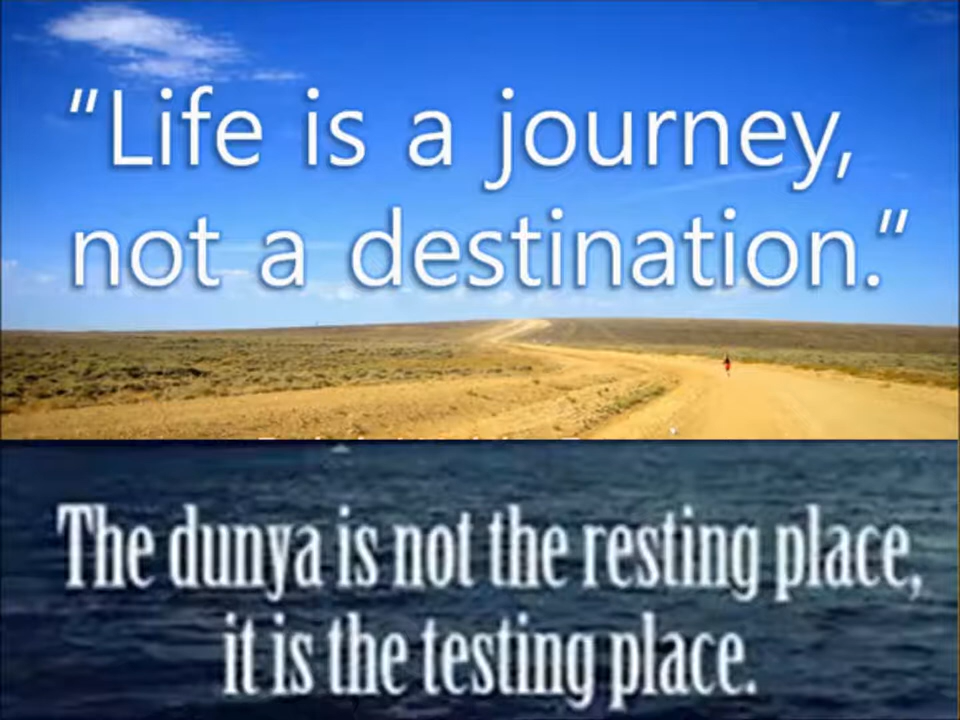 “Life is a journey,
not a destination.”
The dunya is not the resting place,
it is the testing place.